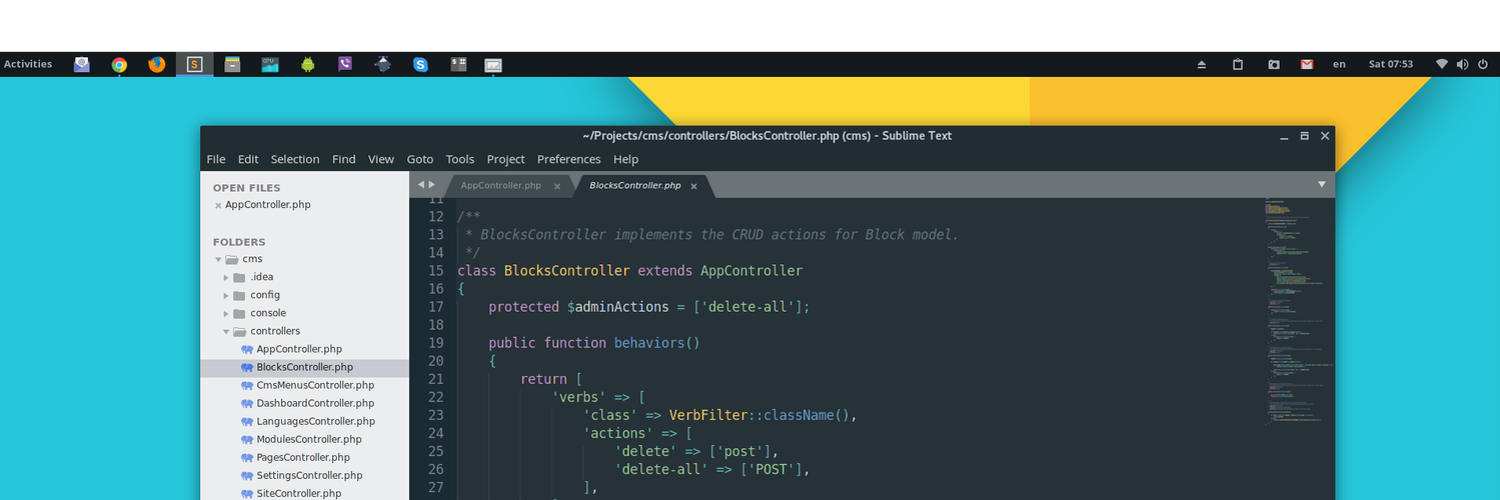 Activities
en
Sat 07:53
~/Projects/cms/controllers/BlocksController.php (cms) - Sublime Text
File Edit Selection Find View Goto Tools Project Preferences Help
OPEN FILES
AppController.php
FOLDERS
cms
.idea
config
console
controllers
AppController.php
BlocksController.php
CmsMenusController.php
DashboardController.php
LanguagesController.php
ModulesController.php
PagesController.php
SettingsController.php
SiteController.php
AppController.php
BlocksController.php
11
12 /**
13 * BlocksController implements the CRUD actions for Block model.
14 */
15 class BlocksController extends AppController
16 {
17 protected $adminActions = ['delete-all'];
18
19 public function behaviors()
20 {
21 return [
22 'verbs' => [
23 'class' => VerbFilter::className(),
24 'actions' => [
25 'delete' => ['post'],
26 'delete-all' => ['POST'],
27 ],